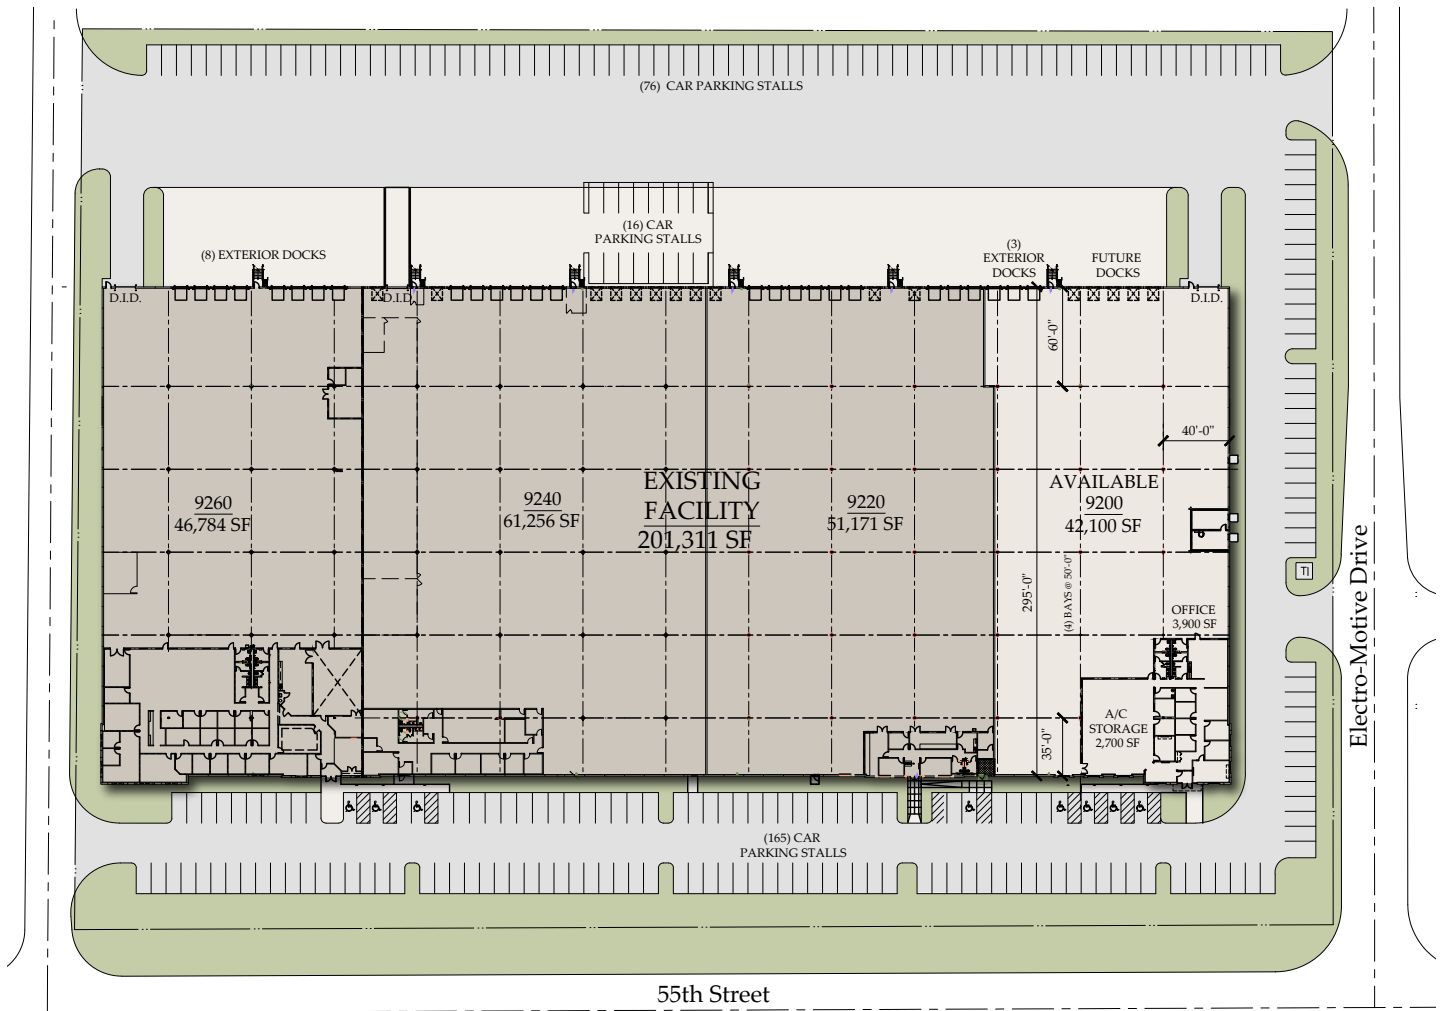 (76) CAR PARKING STALLS
(16) CAR
PARKING STALLS
(8) EXTERIOR DOCKS
(3)
EXTERIOR
DOCKS
FUTURE
DOCKS
D.I.D.
D.I.D.
D.I.D.
60'-0"
40'-0"
EXISTING
FACILITY
201,311 SF
9260
46,784 SF
9240
61,256 SF
9220
51,171 SF
AVAILABLE
9200
42,100 SF
295'-0"
(4) BAYS @ 50'-0"
OFFICE
3,900 SF
A/C
STORAGE
2,700 SF
35'-0"
TI
Electro-Motive Drive
(165) CAR
PARKING STALLS
55th Street